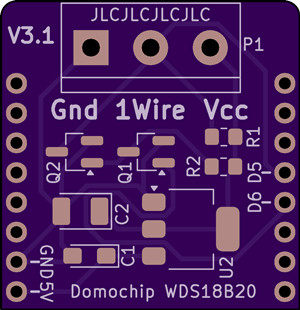 JLCJLCJLCJLC
V3.1
P1
Gnd 1Wire Vcc
Q2
Q1
R2
R1
D5
D6
C2
C1
U2
GND
5V
Domochip WDS18B20